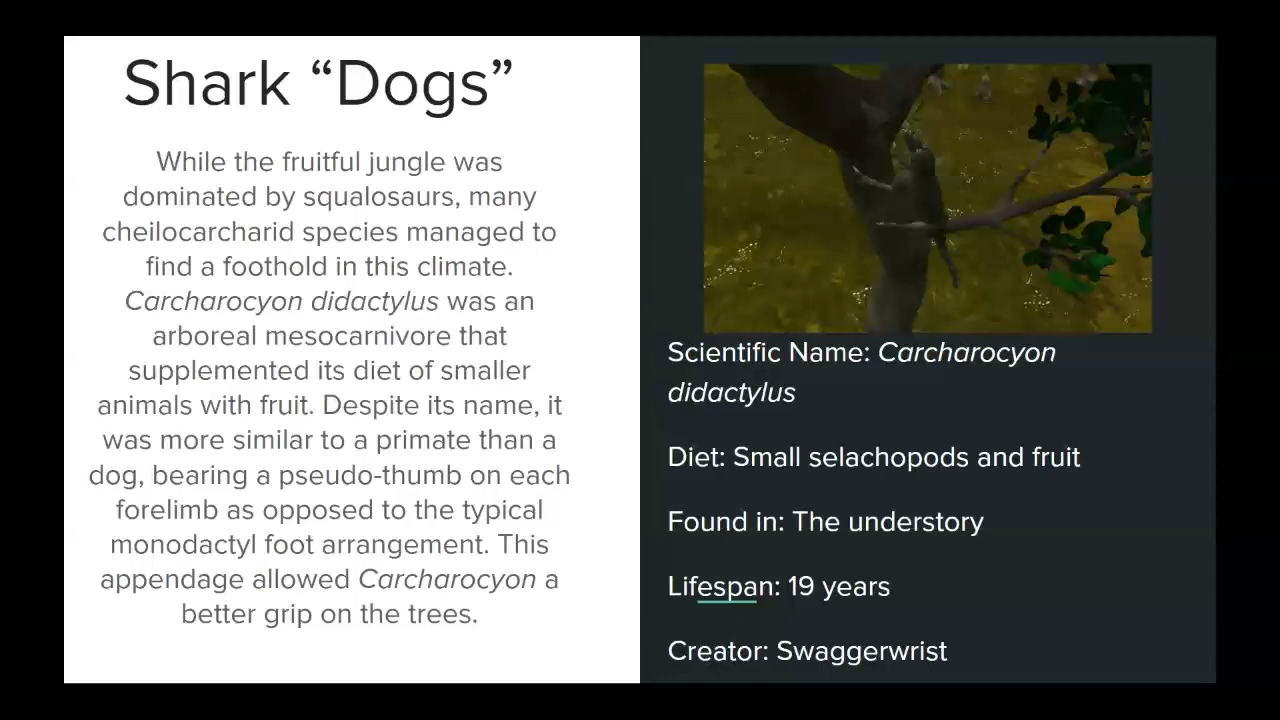 Shark “Dogs”
While the fruitful jungle was
dominated by squalosaurs, many
cheilocarcharid species managed to
find a foothold in this climate.
Carcharocyon didactylus was an
arboreal mesocarnivore that
supplemented its diet of smaller
animals with fruit. Despite its name, it
was more similar to a primate than a
dog, bearing a pseudo-thumb on each
forelimb as opposed to the typical
monodactyl foot arrangement. This
appendage allowed Carcharocyon a
better grip on the trees.
Scientific Name: Carcharocyon
didactylus
Diet: Small selachopods and fruit
Found in: The understory
Lifespan: 19 years
Creator: Swaggerwrist